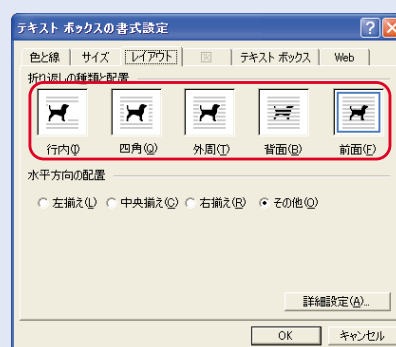 テキスト ボックスの書式設定
色と線 サイズ レイアウト 図 テキスト ボックス Web
折り返しの種類と配置
行内(I) 四角(Q) 外周(T) 背面(B) 前面(F)
水平方向の配置
左揃え(L) 中央揃え(C) 右揃え(R) その他(O)
詳細設定(A)...
OK キャンセル